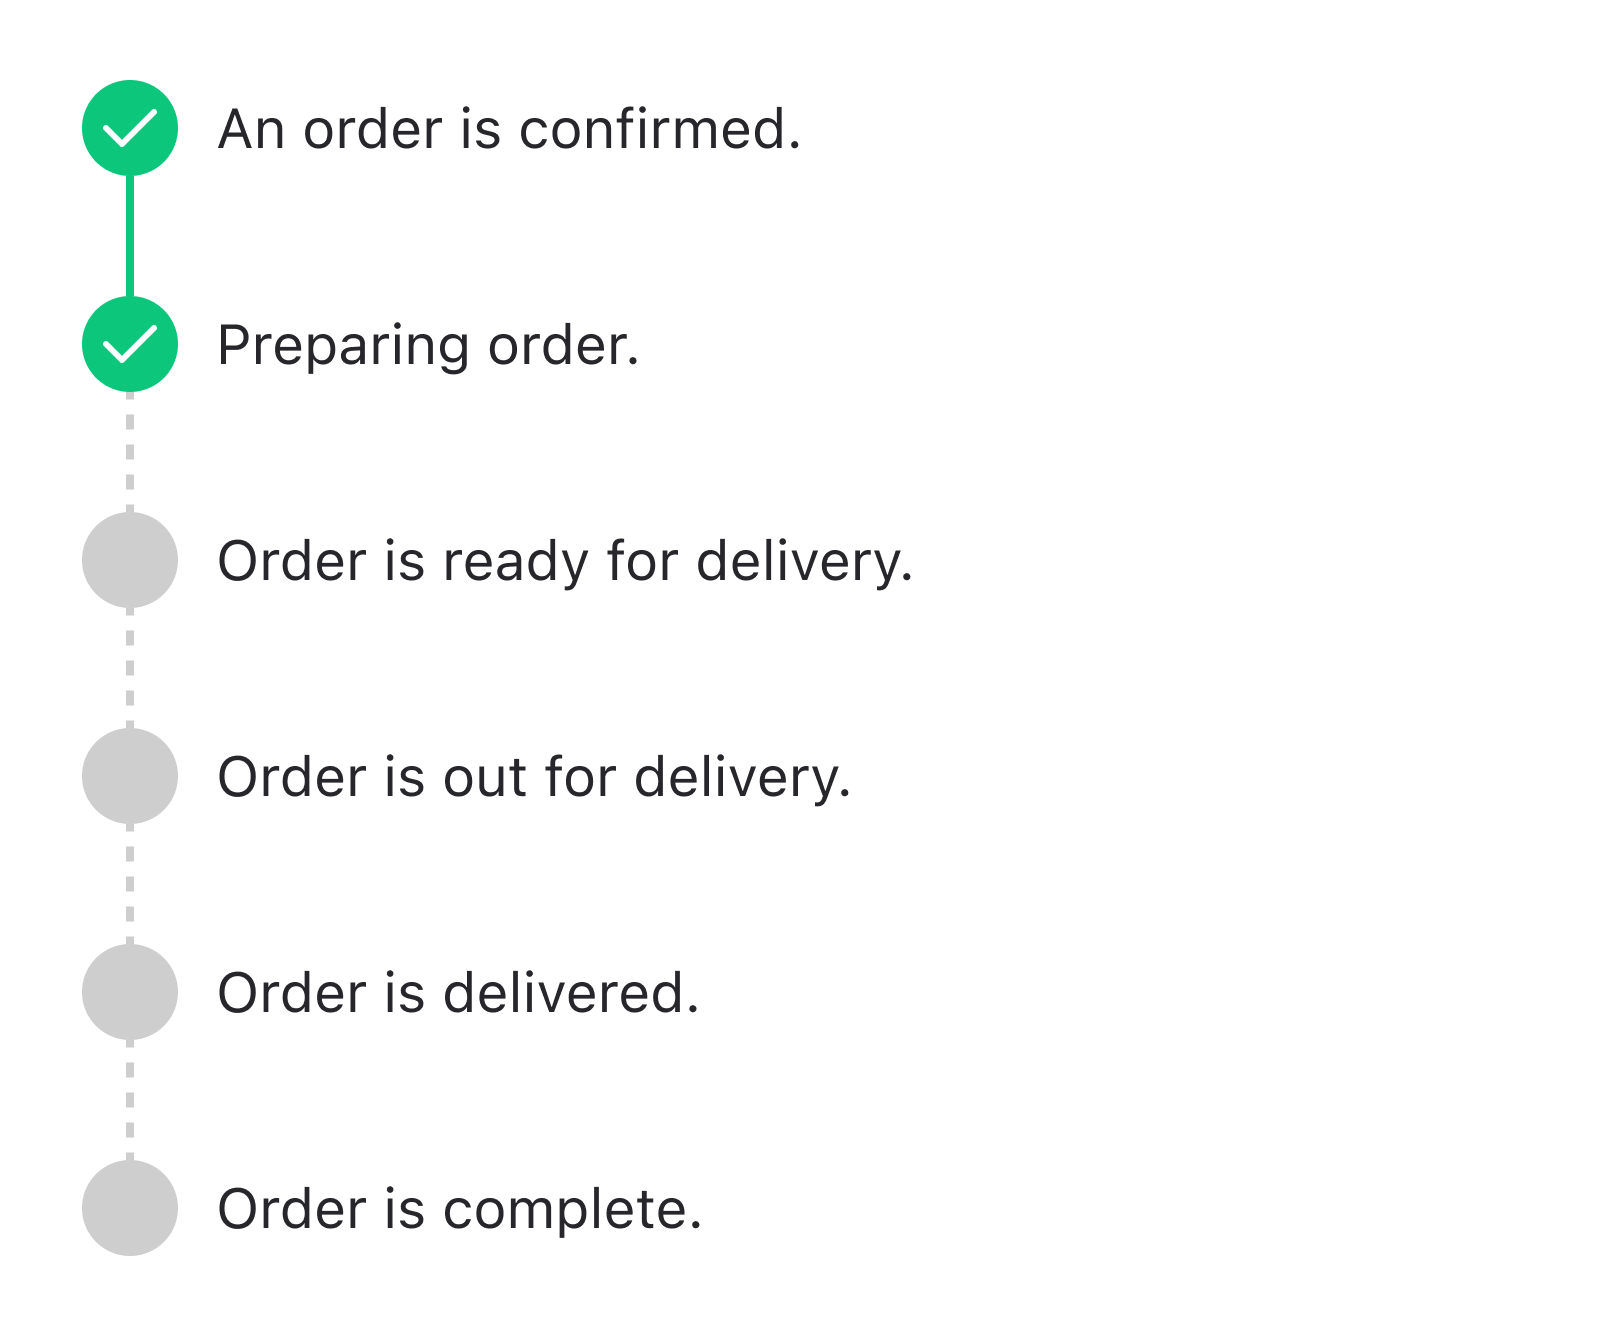 An order is confirmed.
Preparing order.
Order is ready for delivery.
Order is out for delivery.
Order is delivered.
Order is complete.